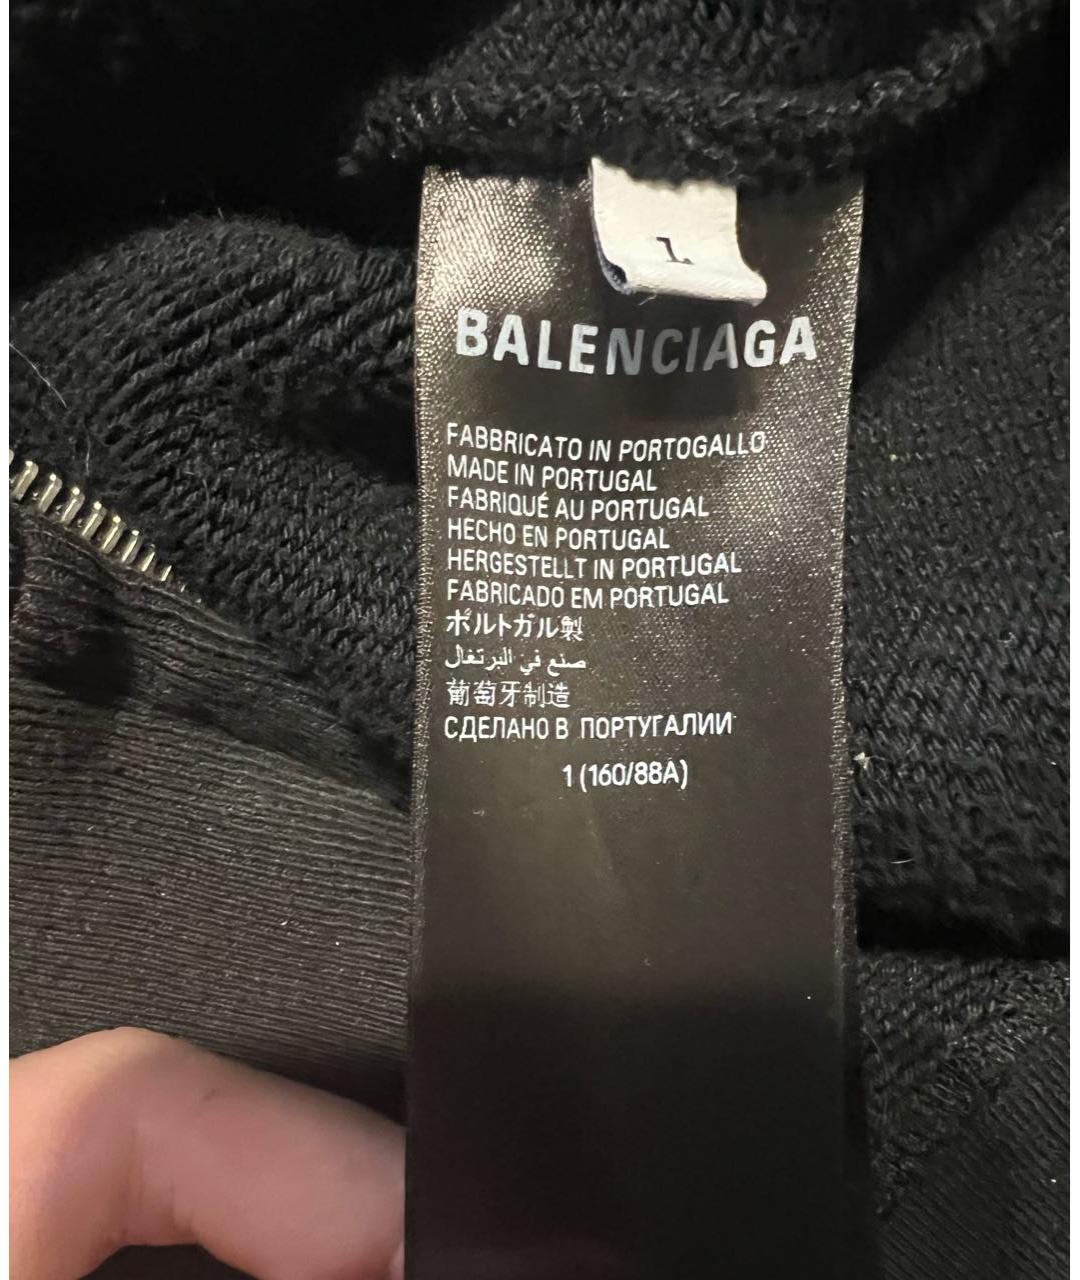 1
BALENCIAGA
FABBRICATO IN PORTOGALLO
MADE IN PORTUGAL
FABRIQUÉ AU PORTUGAL
HECHO EN PORTUGAL
HERGESTELLT IN PORTUGAL
FABRICADO EM PORTUGAL
ポルトガル製
صنع في البرتغال
葡萄牙制造
СДЕЛАНО В ПОРТУГАЛИИ
1 (160/88A)